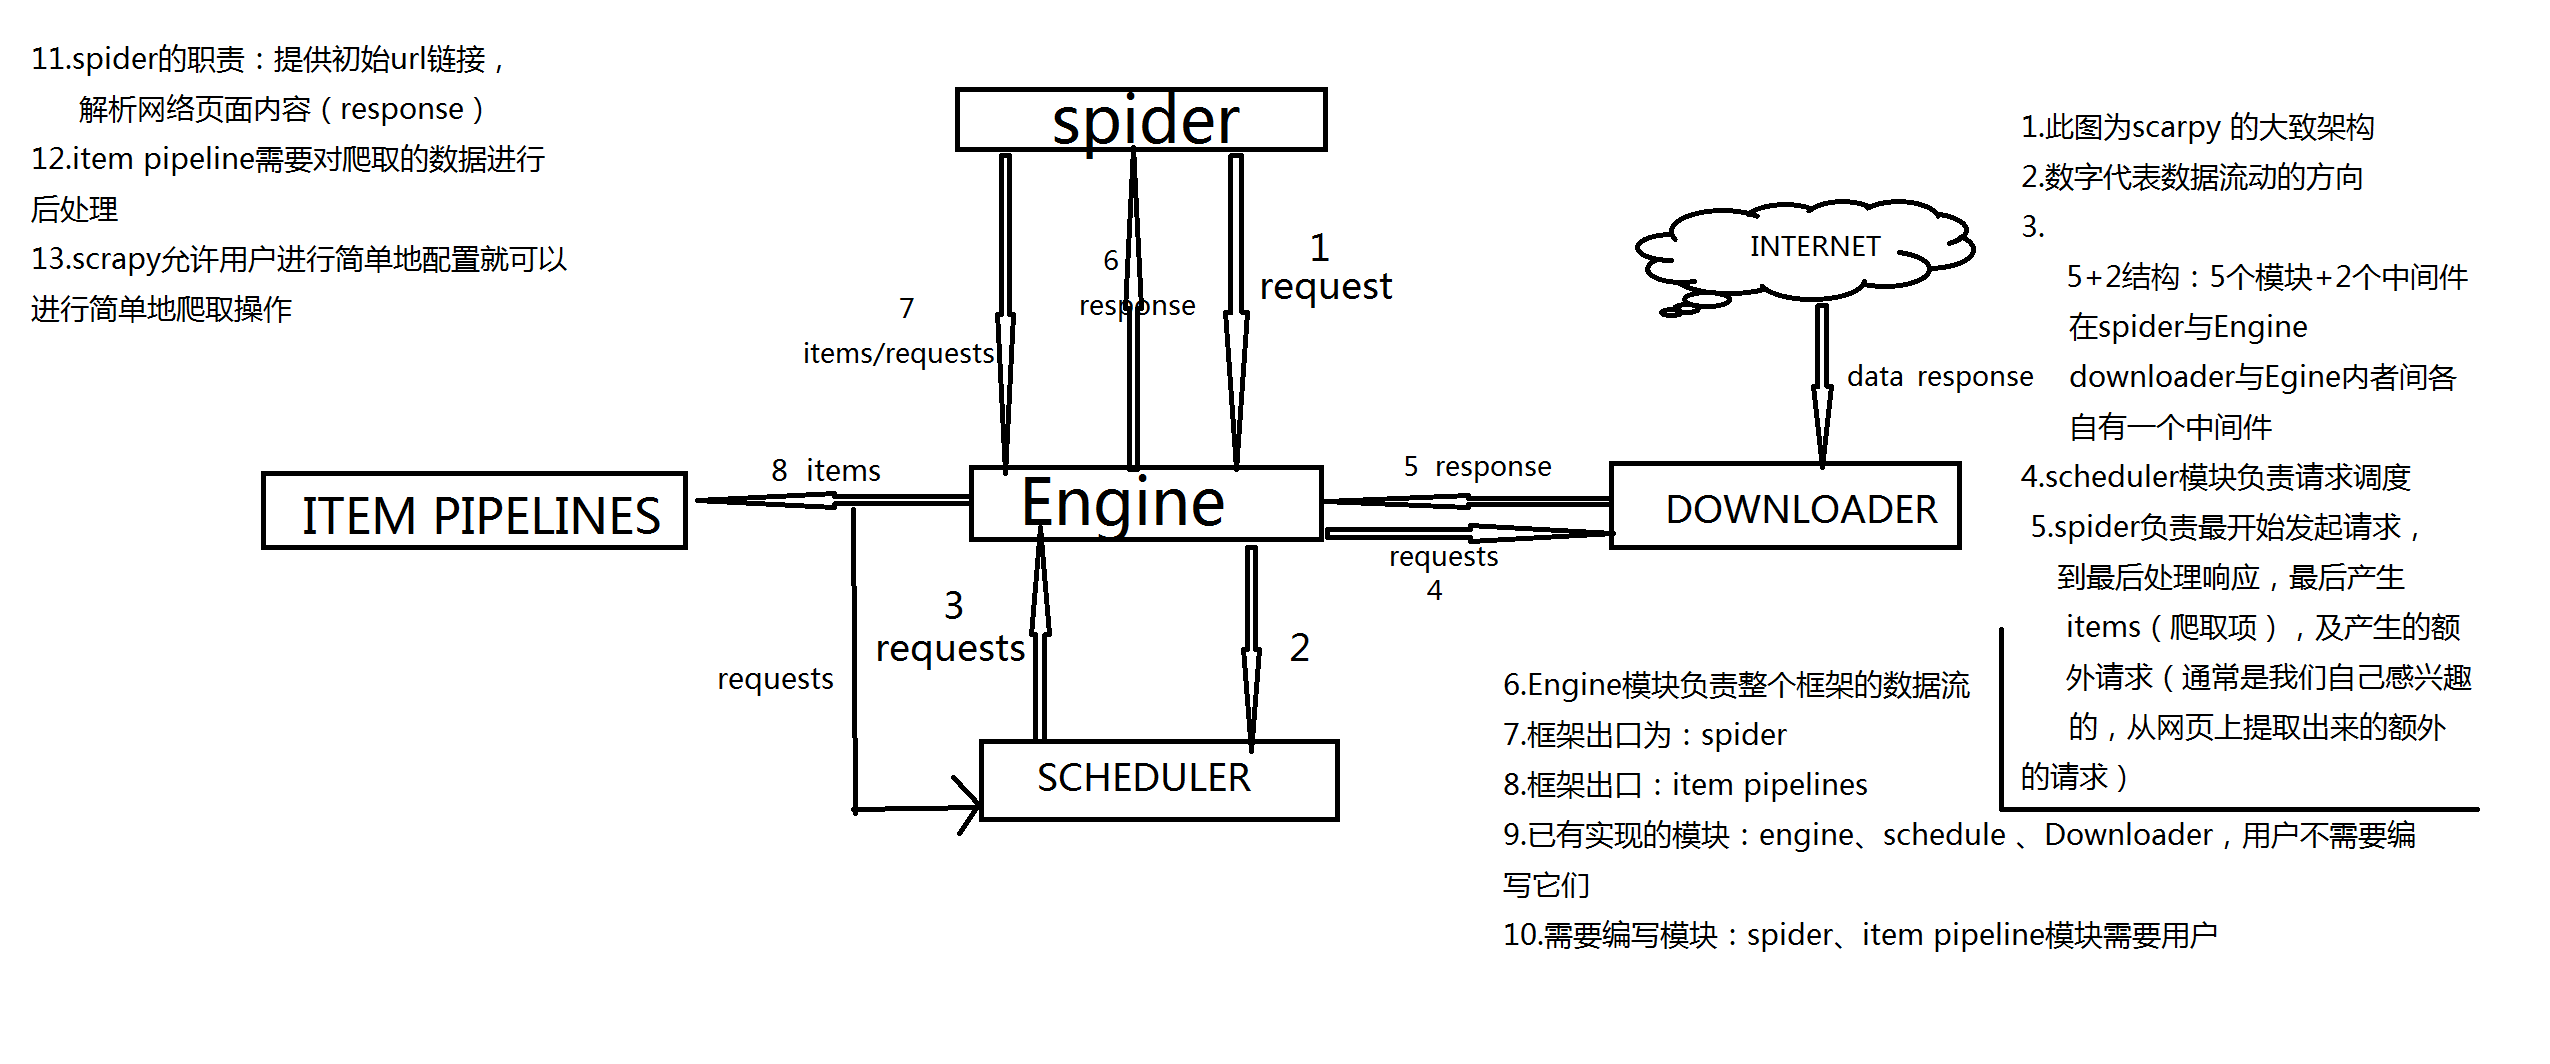 11.spider的职责：提供初始url链接，
解析网络页面内容（response）
12.item pipeline需要对爬取的数据进行
后处理
13.scrapy允许用户进行简单地配置就可以
进行简单地爬取操作
spider
7
items/requests
6
response
1
request
INTERNET
data response
ITEM PIPELINES
8 items
Engine
5 response
requests
4
DOWNLOADER
3
requests
2
requests
SCHEDULER
1.此图为scarpy 的大致架构
2.数字代表数据流动的方向
3.
5+2结构：5个模块+2个中间件
在spider与Engine
downloader与Egine内者间各
自有一个中间件
4.scheduler模块负责请求调度
5.spider负责最开始发起请求，
到最后处理响应，最后产生
items（爬取项），及产生的额
外请求（通常是我们自己感兴趣
的，从网页上提取出来的额外
的请求）
6.Engine模块负责整个框架的数据流
7.框架出口为：spider
8.框架出口：item pipelines
9.已有实现的模块：engine、schedule 、Downloader，用户不需要编
写它们
10.需要编写模块：spider、item pipeline模块需要用户